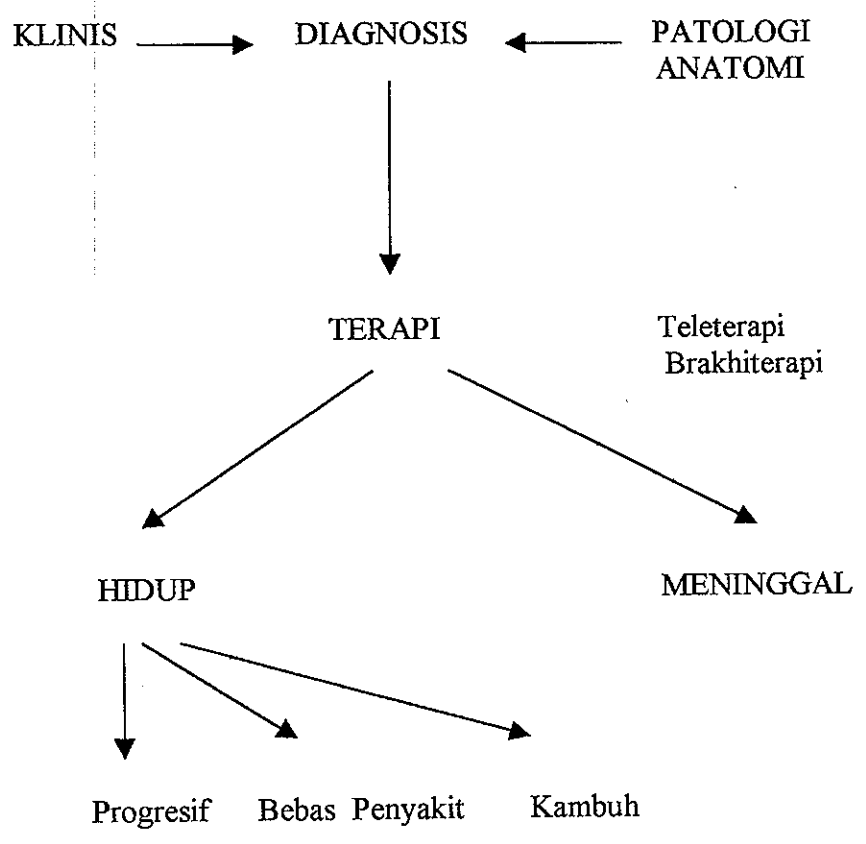 KLINIS DIAGNOSIS PATOLOGI
ANATOMI
TERAPI Teleterapi
Brakhiterapi
HIDUP MENINGGAL
Progresif Bebas Penyakit Kambuh